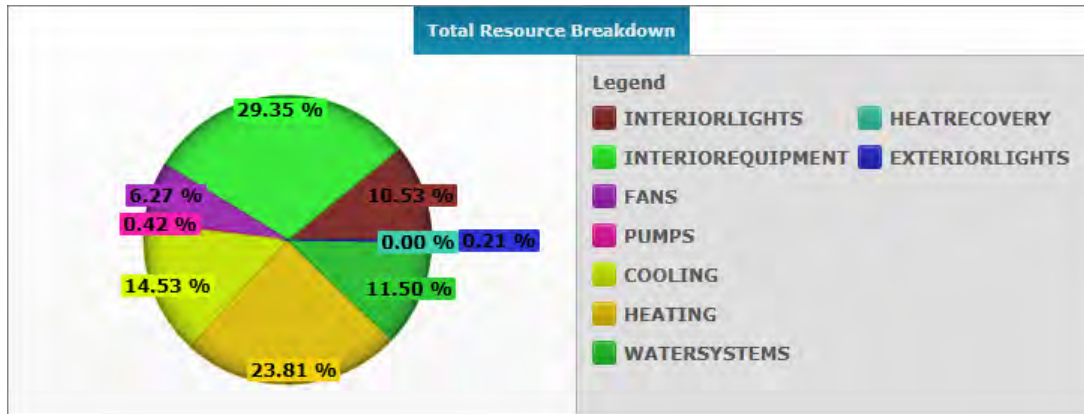 Total Resource Breakdown
29.35 %
10.53 %
6.27 %
0.42 %
0.00 %
0.21 %
14.53 %
11.50 %
23.81 %
Legend
INTERIORLIGHTS
HEATRECOVERY
INTERIOREQUIPMENT
EXTERIORLIGHTS
FANS
PUMPS
COOLING
HEATING
WATERSYSTEMS